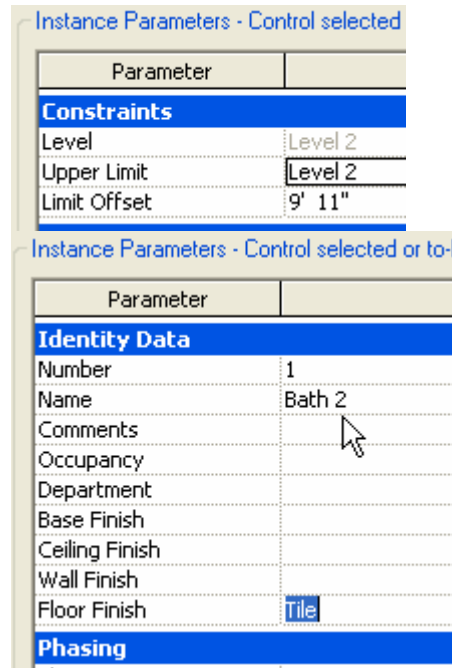 Instance Parameters - Control selected
Parameter
Constraints
Level Level 2
Upper Limit Level 2
Limit Offset 9' 11"
Instance Parameters - Control selected or to-
Parameter
Identity Data
Number 1
Name Bath 2
Comments
Occupancy
Department
Base Finish
Ceiling Finish
Wall Finish
Floor Finish Tile
Phasing